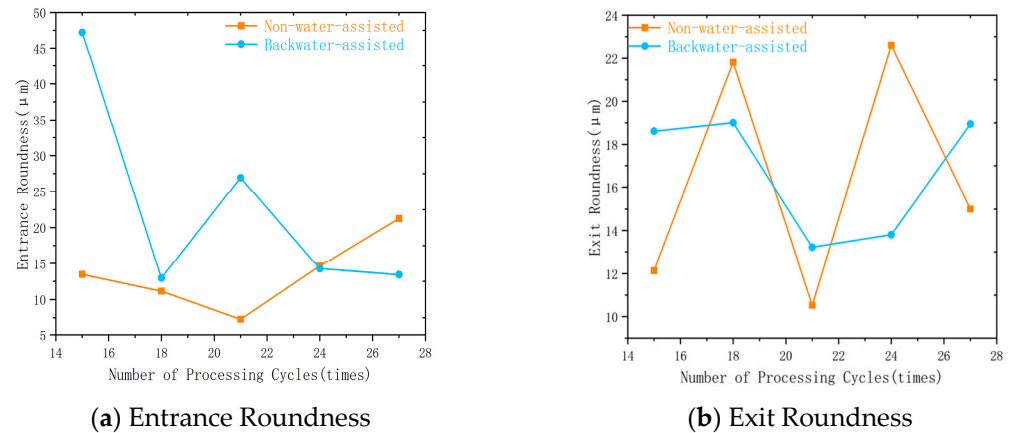 50
45
40
35
30
25
20
15
10
5
Entrance Roundness(μm)
Non-water-assisted
Backwater-assisted
14 16 18 20 22 24 26 28
Number of Processing Cycles(times)
(a) Entrance Roundness
24
22
20
18
16
14
12
10
Exit Roundness(μm)
Non-water-assisted
Backwater-assisted
14 16 18 20 22 24 26 28
Number of Processing Cycles(times)
(b) Exit Roundness